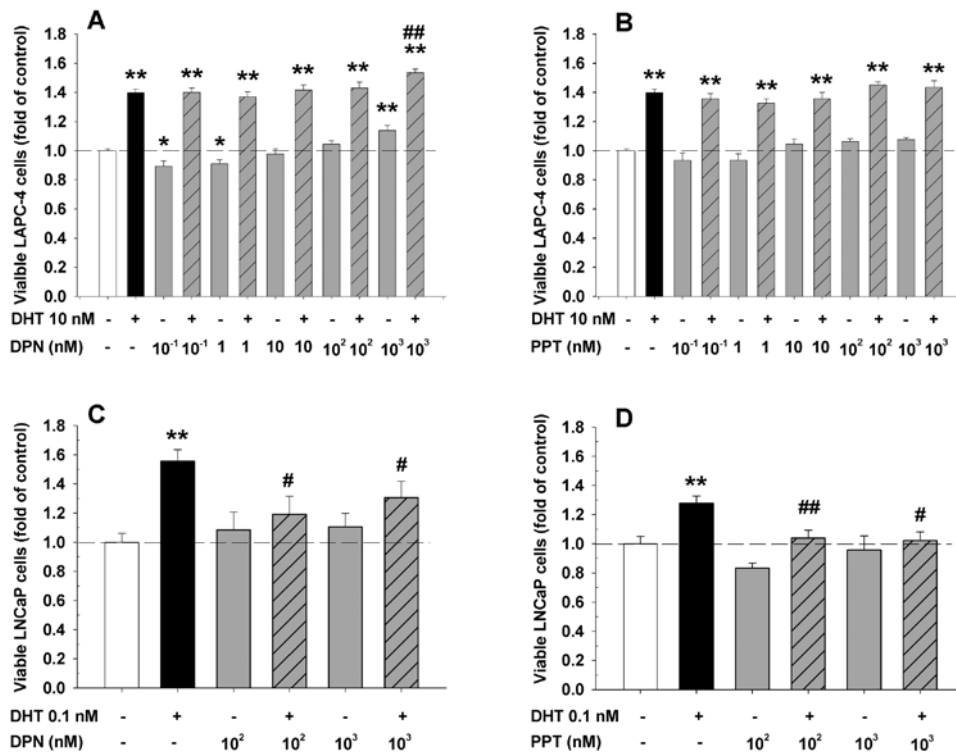 A
Vialble LAPC-4 cells (fold of control)
1.8
1.6
1.4
1.2
1.0
0.8
0.6
0.4
0.2
0.0
** ** ** ** ** ## **
* * **
DHT 10 nM - + - + - + - + - + - +
DPN (nM) - - 10⁻¹ 10⁻¹ 1 1 10 10 10² 10² 10³ 10³
B
Viable LAPC-4 cells (fold of control)
1.8
1.6
1.4
1.2
1.0
0.8
0.6
0.4
0.2
0.0
** ** ** ** ** **
DHT 10 nM - + - + - + - + - + - +
PPT (nM) - - 10⁻¹ 10⁻¹ 1 1 10 10 10² 10² 10³ 10³
C
Viable LNCaP cells (fold of control)
1.8
1.6
1.4
1.2
1.0
0.8
0.6
0.4
0.2
0.0
** # #
DHT 0.1 nM - + - + - +
DPN (nM) - - 10² 10² 10³ 10³
D
Viable LNCaP cells (fold of control)
1.8
1.6
1.4
1.2
1.0
0.8
0.6
0.4
0.2
0.0
** ## #
DHT 0.1 nM - + - + - +
PPT (nM) - - 10² 10² 10³ 10³